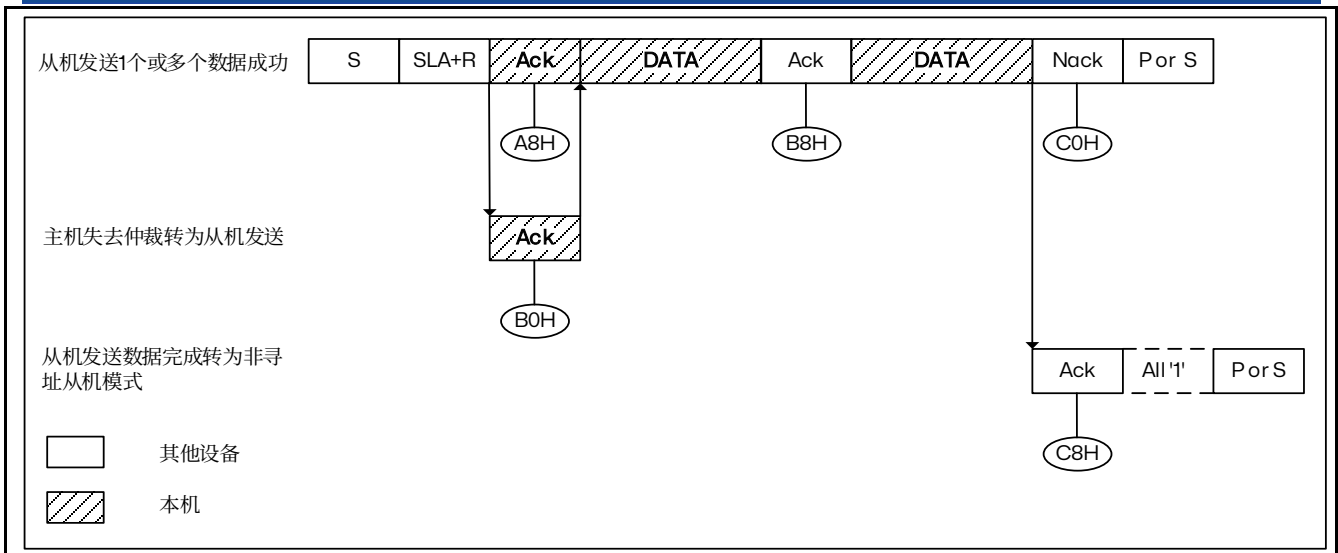 从机发送1个或多个数据成功 S SLA+R Ack DATA Ack DATA Nack P or S
A8H B8H C0H
主机失去仲裁转为从机发送 Ack
B0H
从机发送数据完成转为非寻
址从机模式
Ack All '1' P or S
C8H
其他设备
本机